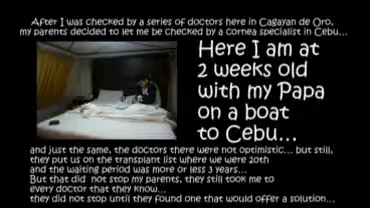 After I was checked by a series of doctors here in Cagayan de Oro,
my parents decided to let me be checked by a cornea specialist in Cebu...
Here I am at
2 weeks old
with my Papa
on a boat
to Cebu...
and just the same, the doctors there were not optimistic... but still,
they put us on the transplant list where we were 20th
and the waiting period was more or less 3 years...
But that did not stop my parents, they still took me to
every doctor that they know...
they did not stop until they found one that would offer a solution...